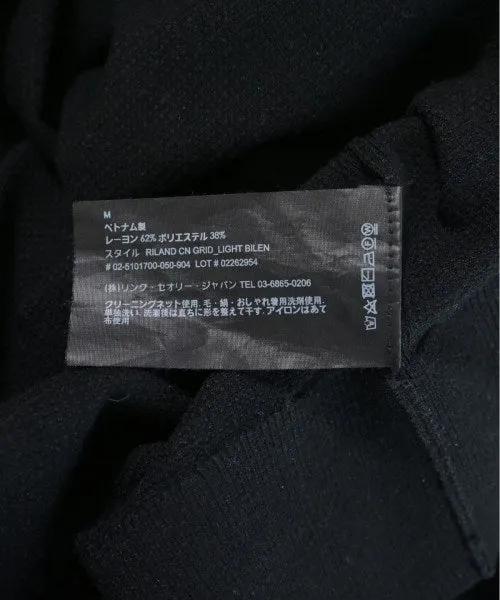 M
ベトナム製
レーヨン 62% ポリエステル 38%
スタイル RILAND CN GRID_LIGHT BILEN
# 02-5101700-050-904 LOT # 02262954
(株)リンク・セオリー・ジャパン TEL 03-6865-0206
クリーニングネット使用. 毛・絹・おしゃれ着用洗剤使用.
単独洗い. 洗濯後は直ちに形を整えて干す. アイロンはあて
布使用